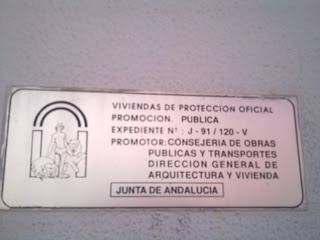 VIVIENDAS DE PROTECCION OFICIAL
PROMOCION. PUBLICA
EXPEDIENTE Nº : J - 91 / 120 - V
PROMOTOR: CONSEJERIA DE OBRAS
PUBLICAS Y TRANSPORTES
DIRECCION GENERAL DE
ARQUITECTURA Y VIVIENDA
JUNTA DE ANDALUCIA